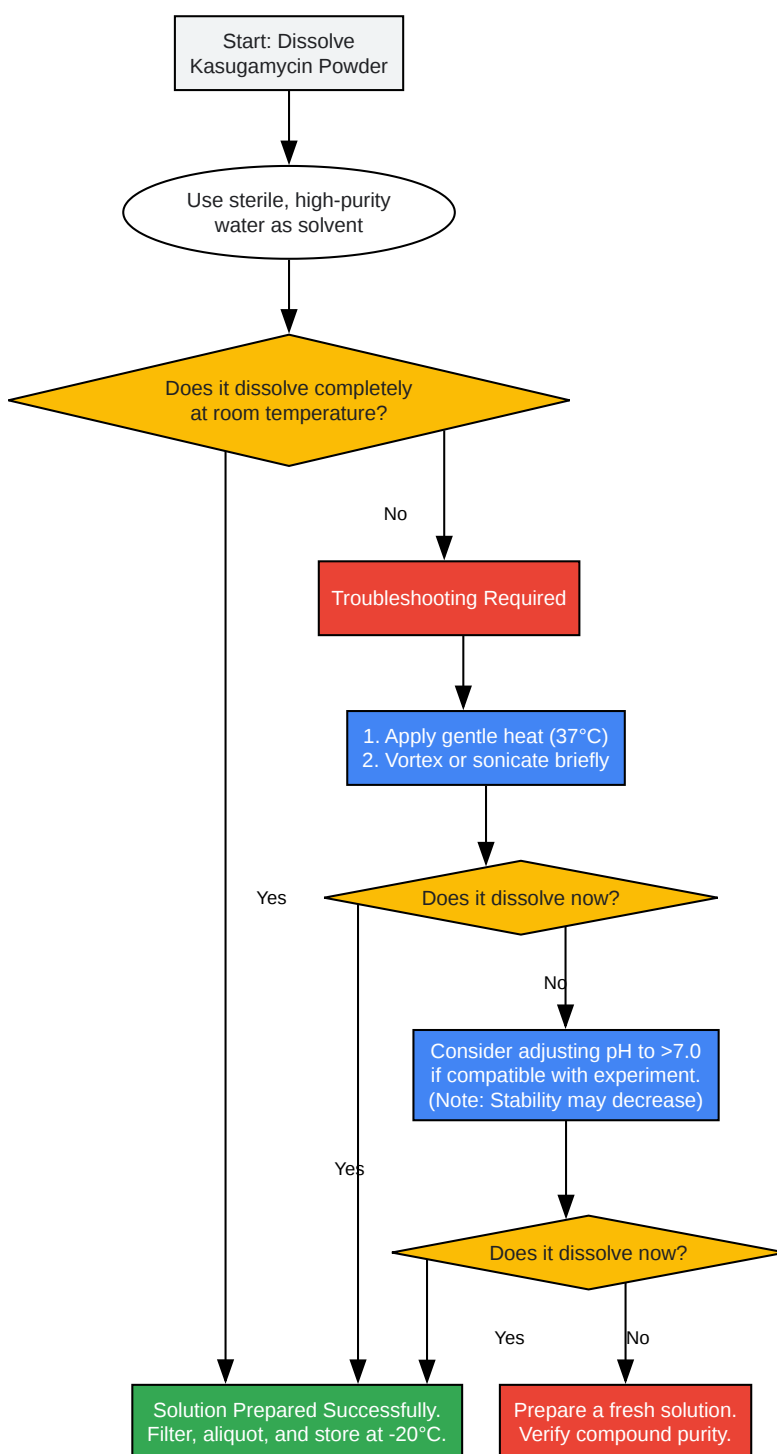 Start: Dissolve
Kasugamycin Powder
Use sterile, high-purity
water as solvent
Does it dissolve completely
at room temperature?
No
Troubleshooting Required
1. Apply gentle heat (37°C)
2. Vortex or sonicate briefly
Yes
Does it dissolve now?
No
Consider adjusting pH to >7.0
if compatible with experiment.
(Note: Stability may decrease)
Yes
Does it dissolve now?
Yes
No
Solution Prepared Successfully.
Filter, aliquot, and store at -20°C.
Prepare a fresh solution.
Verify compound purity.